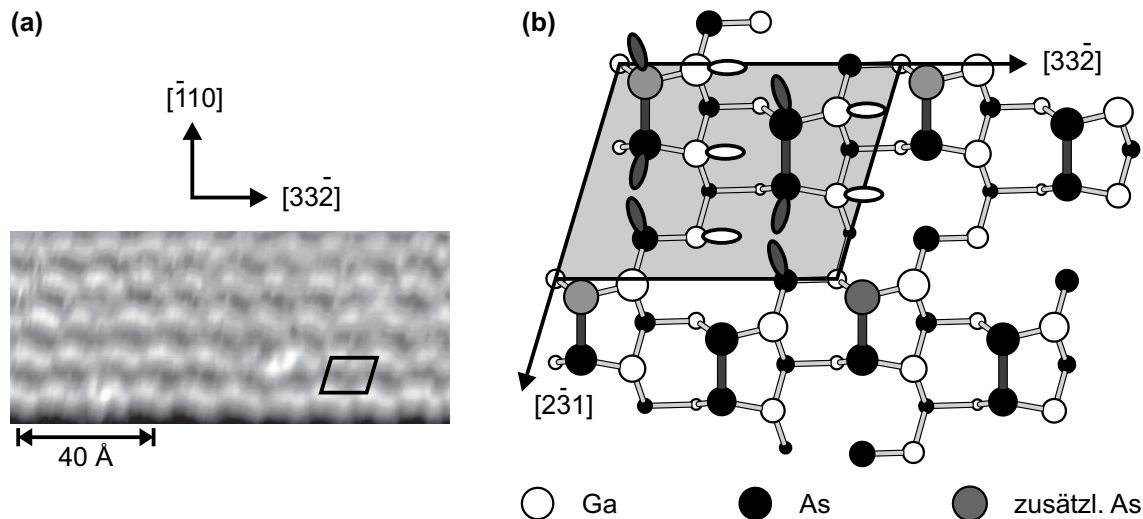 (a)
[1̄10]
[332̄]
40 Å
(b)
[332̄]
[23̄1]
Ga
As
zusätzl. As